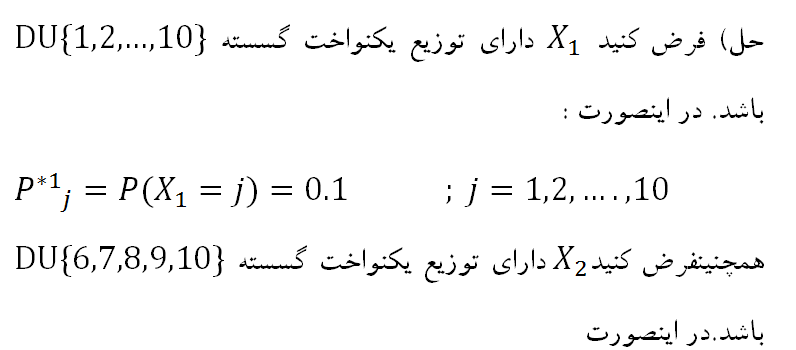 حل) فرض کنید X₁ دارای توزیع یکنواخت گسسته DU{1,2,...,10}
باشد. در اینصورت :
P*¹ⱼ = P(X₁ = j) = 0.1 ; j = 1,2, ... . ,10
همچنینفرض کنید X₂ دارای توزیع یکنواخت گسسته DU{6,7,8,9,10}
باشد.در اینصورت